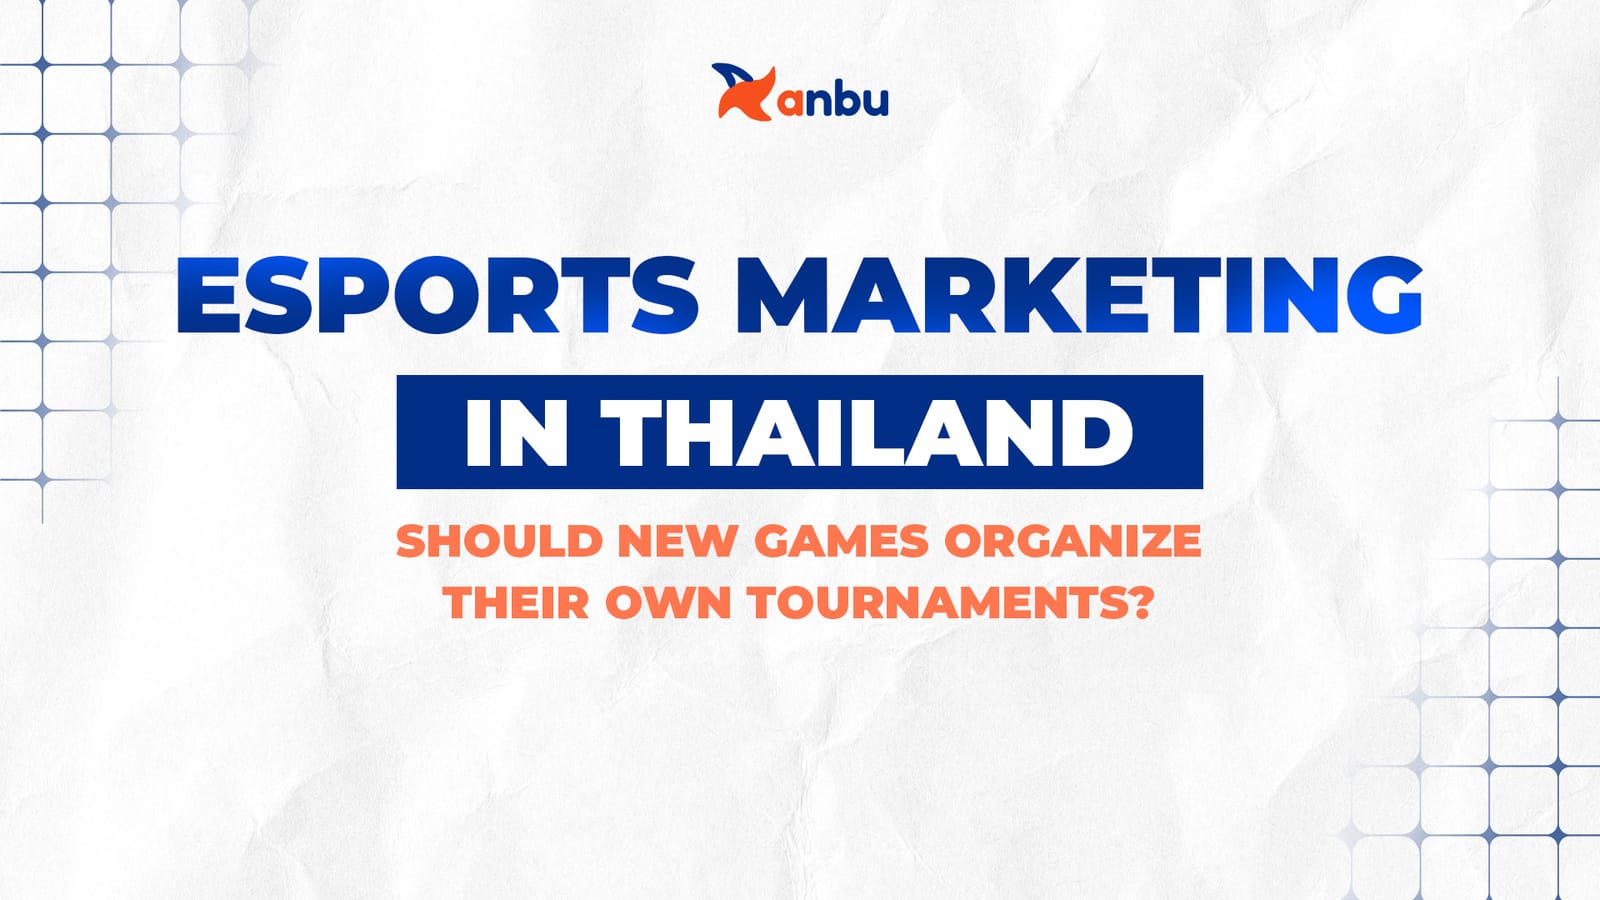 anbu
ESPORTS MARKETING
IN THAILAND
SHOULD NEW GAMES ORGANIZE
THEIR OWN TOURNAMENTS?